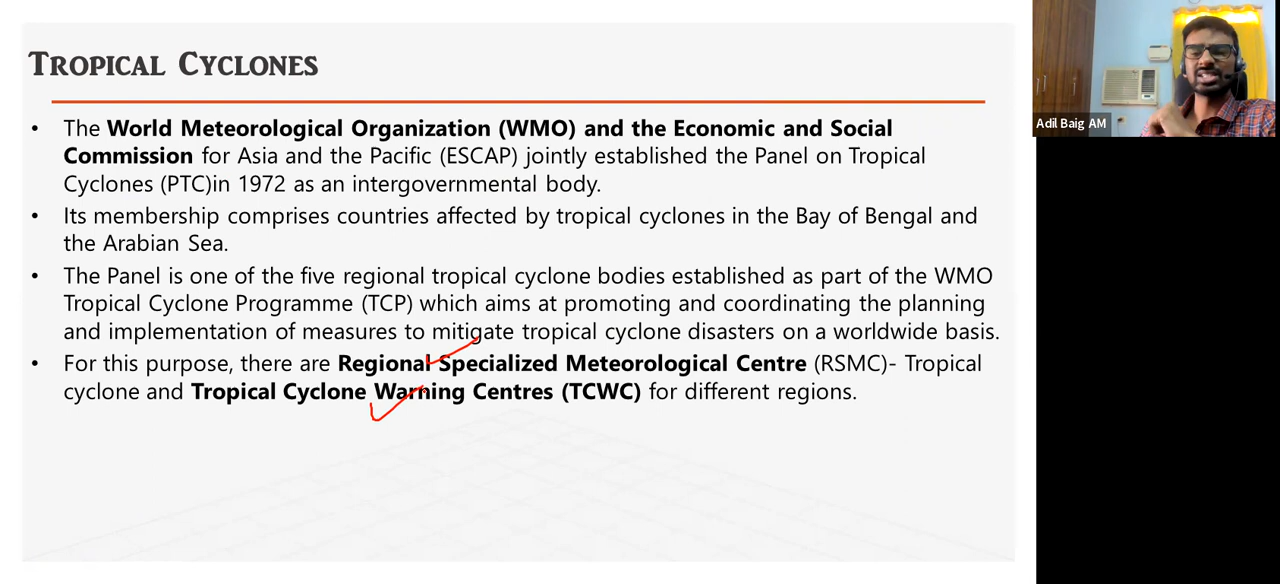 TROPICAL CYCLONES
• The World Meteorological Organization (WMO) and the Economic and Social
Commission for Asia and the Pacific (ESCAP) jointly established the Panel on Tropical
Cyclones (PTC)in 1972 as an intergovernmental body.
• Its membership comprises countries affected by tropical cyclones in the Bay of Bengal and
the Arabian Sea.
• The Panel is one of the five regional tropical cyclone bodies established as part of the WMO
Tropical Cyclone Programme (TCP) which aims at promoting and coordinating the planning
and implementation of measures to mitigate tropical cyclone disasters on a worldwide basis.
• For this purpose, there are Regional Specialized Meteorological Centre (RSMC)- Tropical
cyclone and Tropical Cyclone Warning Centres (TCWC) for different regions.
Adil Baig AM